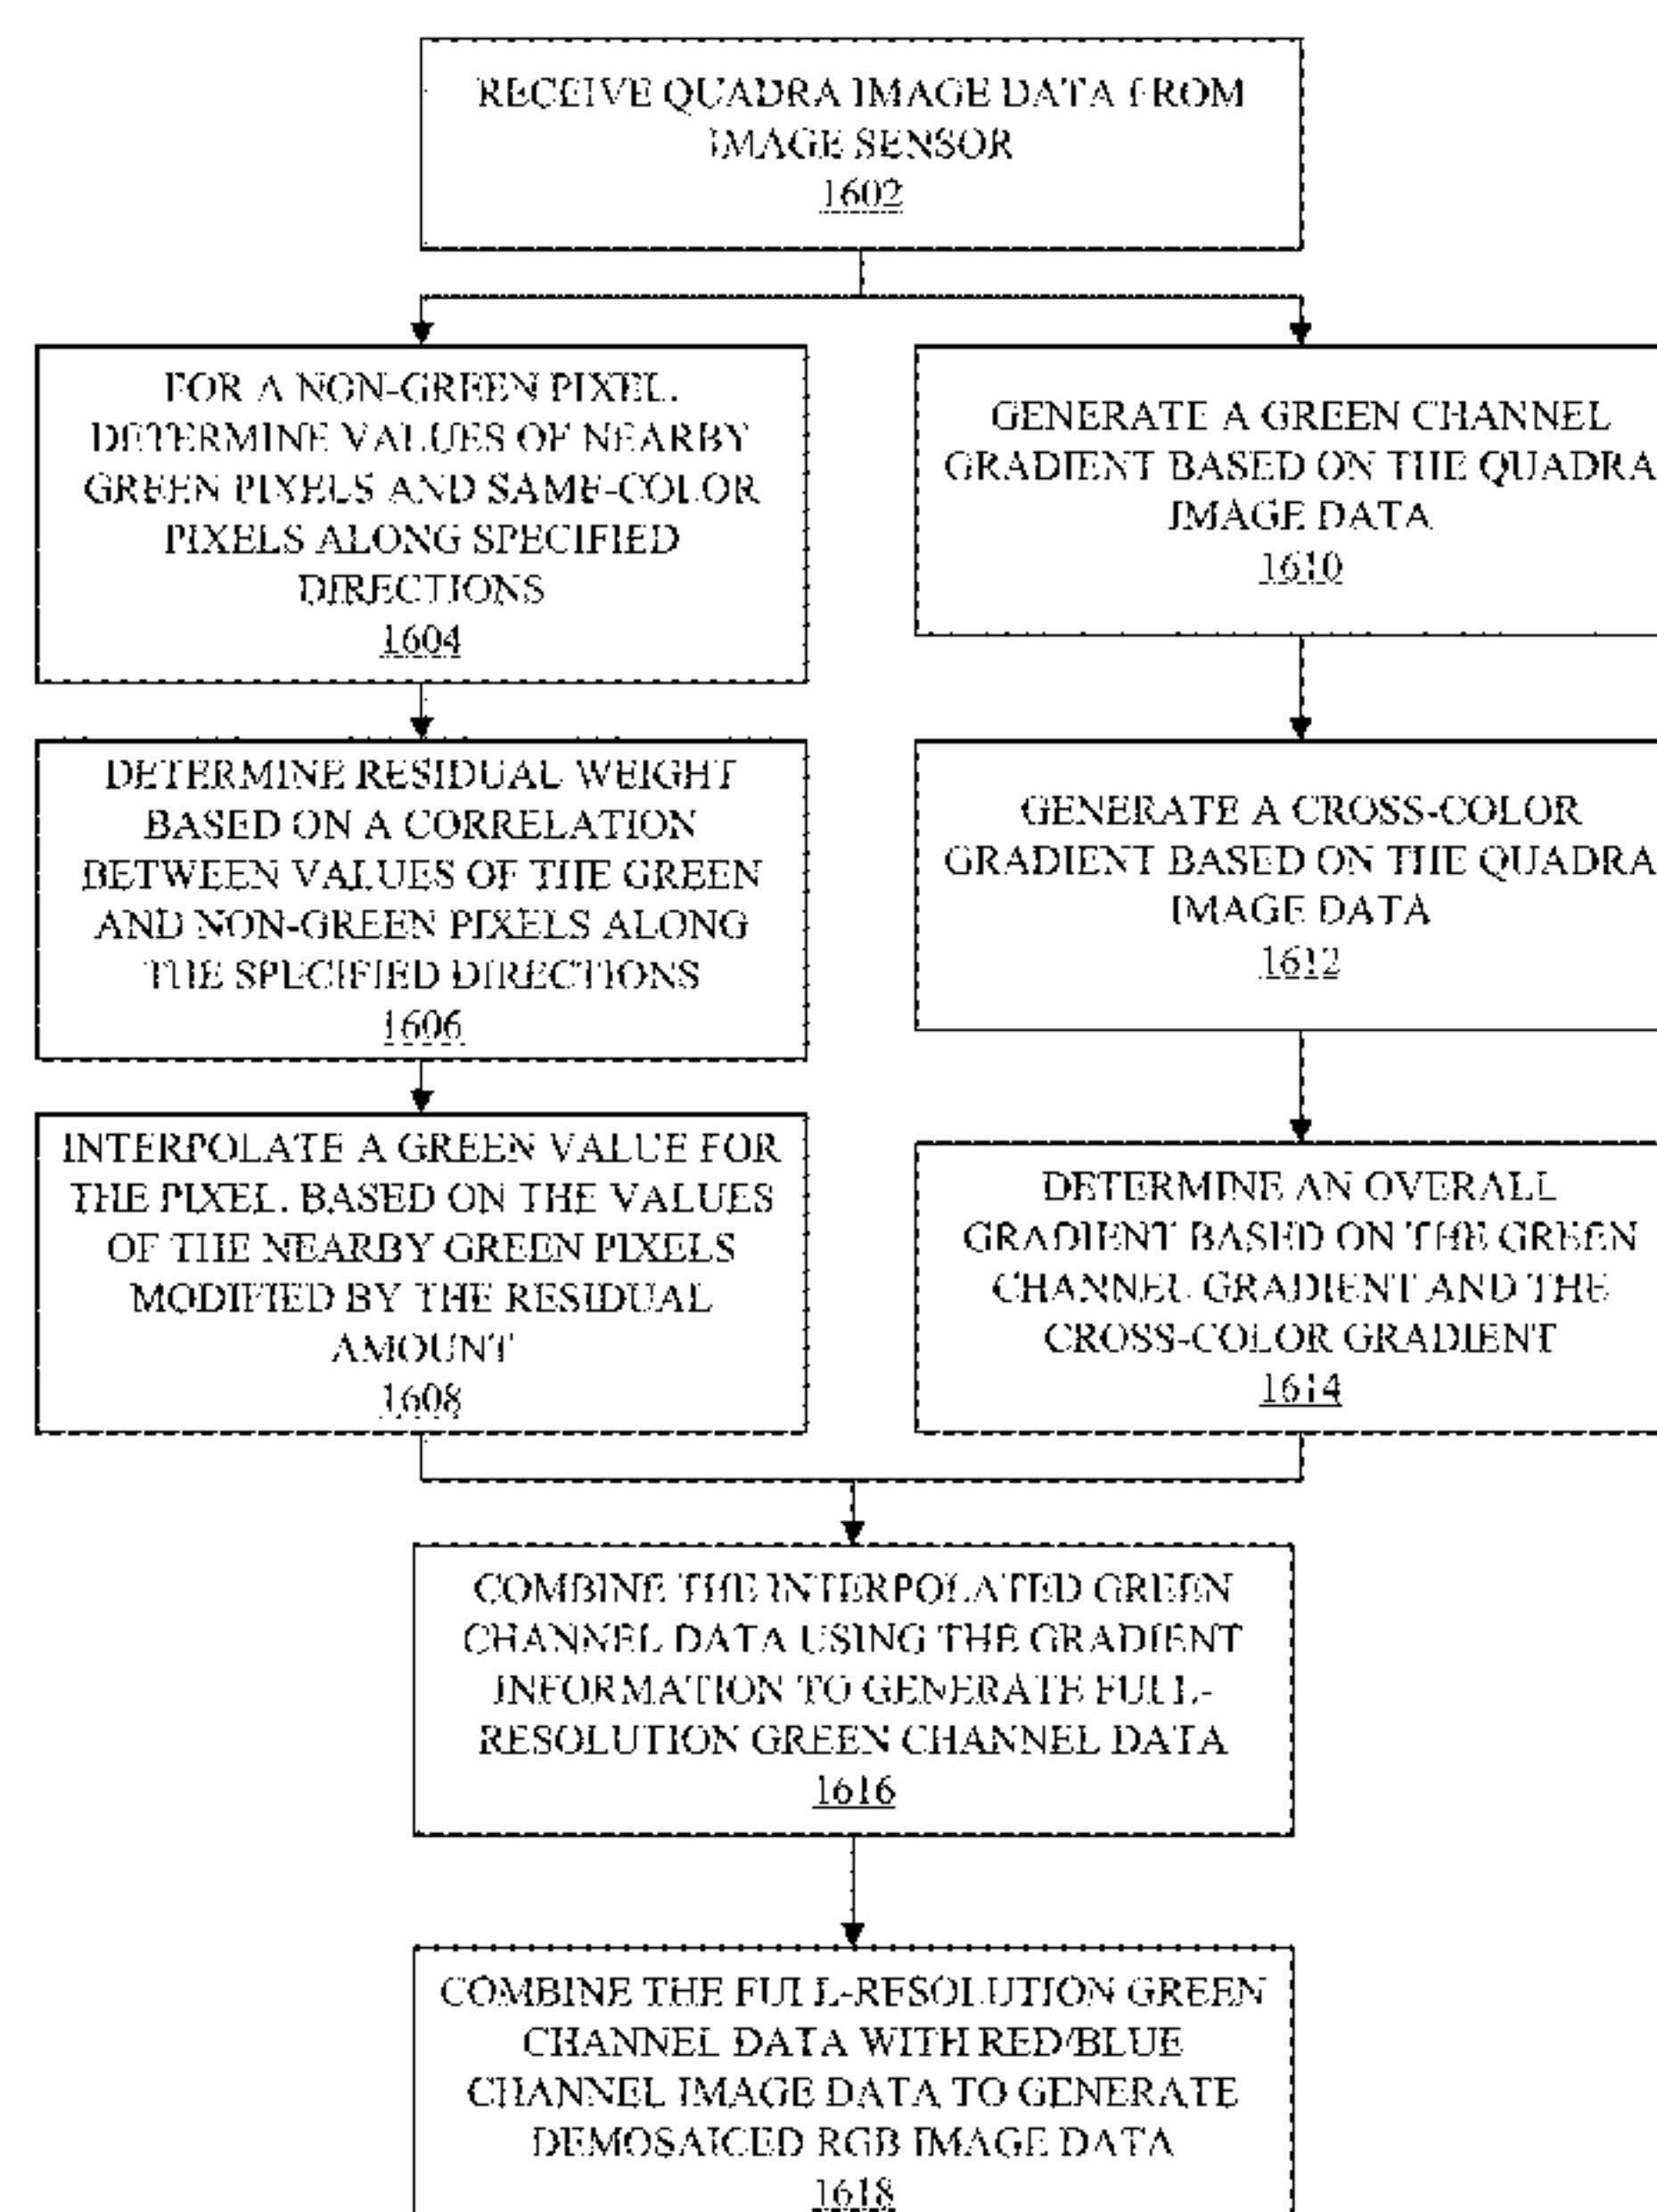 RECEIVE QUADRA IMAGE DATA FROM
IMAGE SENSOR
1602
FOR A NON-GREEN PIXEL,
DETERMINE VALUES OF NEARBY
GREEN PIXELS AND SAME-COLOR
PIXELS ALONG SPECIFIED
DIRECTIONS
1604
DETERMINE RESIDUAL WEIGHT
BASED ON A CORRELATION
BETWEEN VALUES OF THE GREEN
AND NON-GREEN PIXELS ALONG
THE SPECIFIED DIRECTIONS
1606
INTERPOLATE A GREEN VALUE FOR
THE PIXEL, BASED ON THE VALUES
OF THE NEARBY GREEN PIXELS
MODIFIED BY THE RESIDUAL
AMOUNT
1608
GENERATE A GREEN CHANNEL
GRADIENT BASED ON THE QUADRA
IMAGE DATA
1610
GENERATE A CROSS-COLOR
GRADIENT BASED ON THE QUADRA
IMAGE DATA
1612
DETERMINE AN OVERALL
GRADIENT BASED ON THE GREEN
CHANNEL GRADIENT AND THE
CROSS-COLOR GRADIENT
1614
COMBINE THE INTERPOLATED GREEN
CHANNEL DATA USING THE GRADIENT
INFORMATION TO GENERATE FULL-
RESOLUTION GREEN CHANNEL DATA
1616
COMBINE THE FULL-RESOLUTION GREEN
CHANNEL DATA WITH RED/BLUE
CHANNEL IMAGE DATA TO GENERATE
DEMOSAICED RGB IMAGE DATA
1618